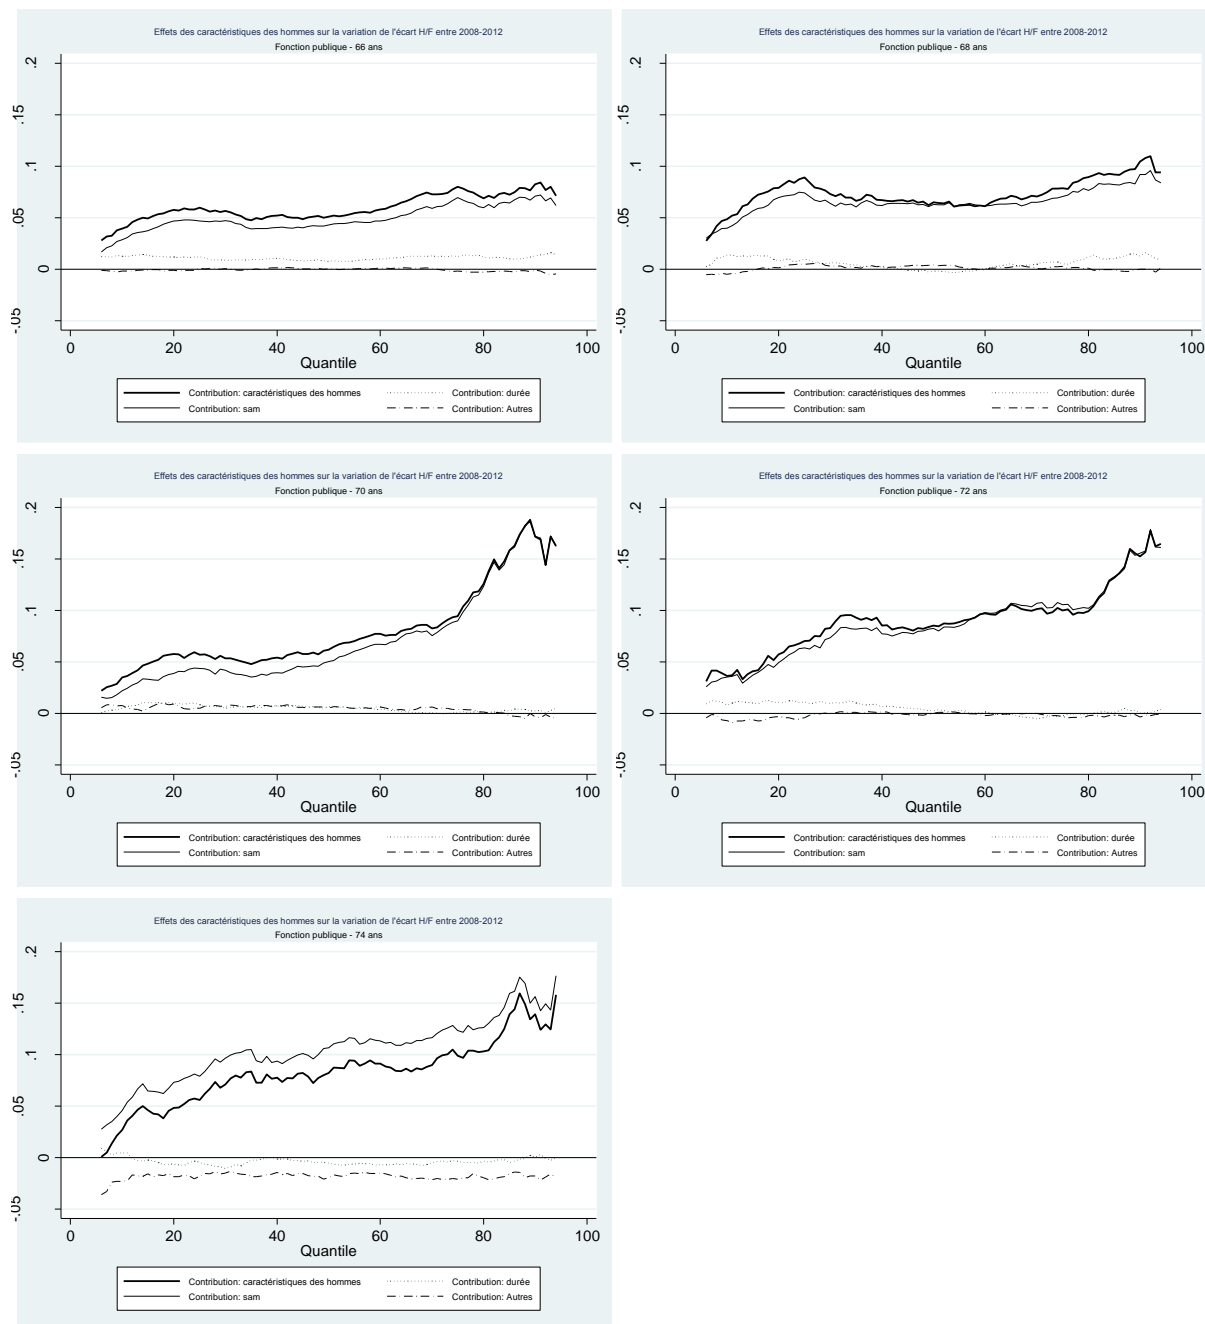 Effets des caractéristiques des hommes sur la variation de l'écart H/F entre 2008-2012
Fonction publique - 66 ans
.2
.15
.1
.05
0
-.05
0 20 40 60 80 100
Quantile
Contribution: caractéristiques des hommes Contribution: durée
Contribution: sam Contribution: Autres
Effets des caractéristiques des hommes sur la variation de l'écart H/F entre 2008-2012
Fonction publique - 68 ans
.2
.15
.1
.05
0
-.05
0 20 40 60 80 100
Quantile
Contribution: caractéristiques des hommes Contribution: durée
Contribution: sam Contribution: Autres
Effets des caractéristiques des hommes sur la variation de l'écart H/F entre 2008-2012
Fonction publique - 70 ans
.2
.15
.1
.05
0
-.05
0 20 40 60 80 100
Quantile
Contribution: caractéristiques des hommes Contribution: durée
Contribution: sam Contribution: Autres
Effets des caractéristiques des hommes sur la variation de l'écart H/F entre 2008-2012
Fonction publique - 72 ans
.2
.15
.1
.05
0
-.05
0 20 40 60 80 100
Quantile
Contribution: caractéristiques des hommes Contribution: durée
Contribution: sam Contribution: Autres
Effets des caractéristiques des hommes sur la variation de l'écart H/F entre 2008-2012
Fonction publique - 74 ans
.2
.15
.1
.05
0
-.05
0 20 40 60 80 100
Quantile
Contribution: caractéristiques des hommes Contribution: durée
Contribution: sam Contribution: Autres